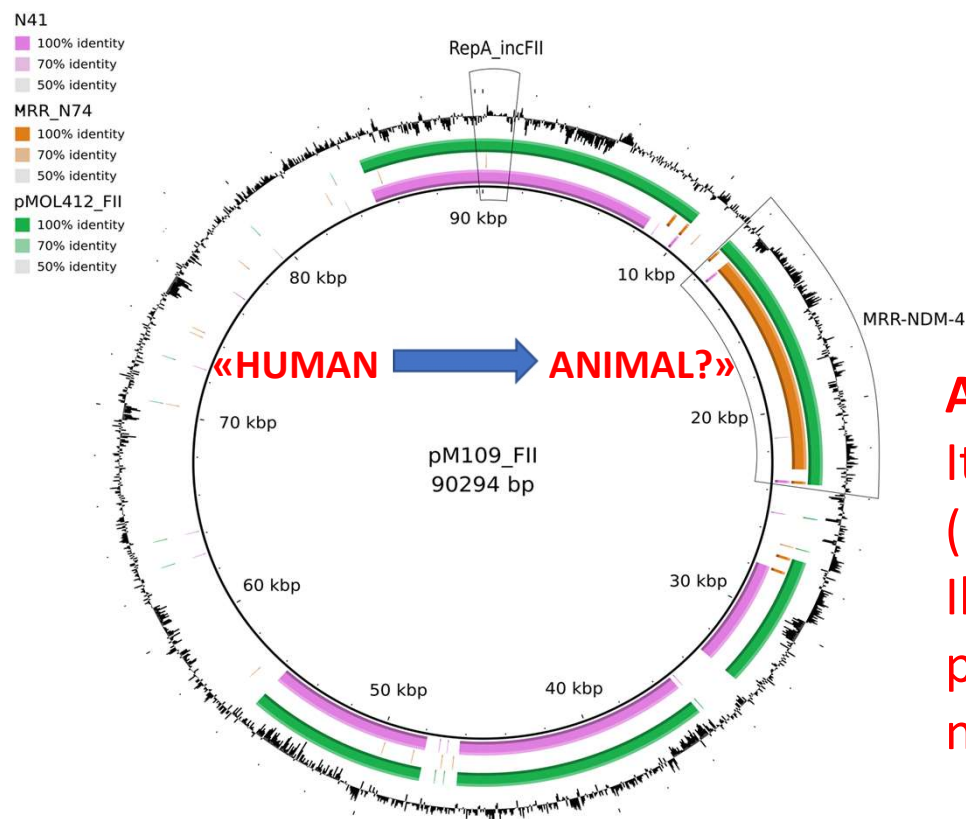 N41
100% identity
70% identity
50% identity
MRR_N74
100% identity
70% identity
50% identity
pMOL412_FII
100% identity
70% identity
50% identity
RepA_incFII
90 kbp
80 kbp
10 kbp
MRR-NDM-4
«HUMAN ANIMAL?»
20 kbp
70 kbp
pM109_FII
90294 bp
30 kbp
60 kbp
50 kbp
40 kbp
A
It
(
p